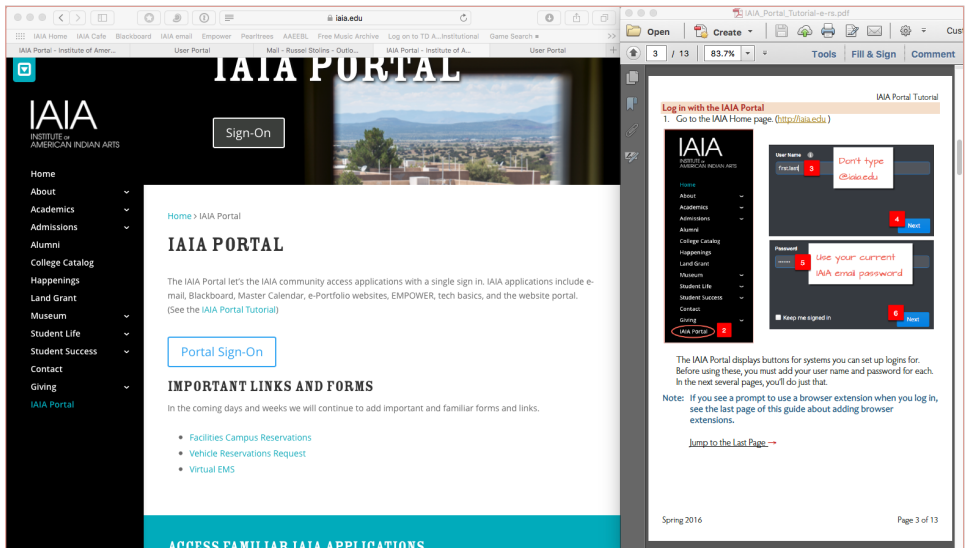 iaia.edu
IAIA Home IAIA Cafe Blackboard IAIA email Empower Pearltrees AAEEBL Free Music Archive Log on to TD A...Institutional Game Search >>
IAIA Portal - Institute of Amer... User Portal Mail - Russel Stolins - Outlo... IAIA Portal - Institute of A... User Portal +
IAIA PORTAL
Sign-On
IAIA
INSTITUTE OF
AMERICAN INDIAN ARTS
Home
About
Academics
Admissions
Alumni
College Catalog
Happenings
Land Grant
Museum
Student Life
Student Success
Contact
Giving
IAIA Portal
Home > IAIA Portal
IAIA PORTAL
The IAIA Portal let's the IAIA community access applications with a single sign in. IAIA applications include e-
mail, Blackboard, Master Calendar, e-Portfolio websites, EMPOWER, tech basics, and the website portal.
(See the IAIA Portal Tutorial)
Portal Sign-On
IMPORTANT LINKS AND FORMS
In the coming days and weeks we will continue to add important and familiar forms and links.
• Facilities Campus Reservations
• Vehicle Reservations Request
• Virtual EMS
ACCESS FAMILIAR IAIA APPLICATIONS
IAIA_Portal_Tutorial-e-rs.pdf
Open Create Cus
3 / 13 83.7% Tools Fill & Sign Comment
IAIA Portal Tutorial
Log in with the IAIA Portal
1. Go to the IAIA Home page. (http://iaia.edu )
IAIA
INSTITUTE OF
AMERICAN INDIAN ARTS
Home
About
Academics
Admissions
Alumni
College Catalog
Happenings
Land Grant
Museum
Student Life
Student Success
Contact
Giving
IAIA Portal 2
User Name
first.last 3
Don't type
@iaia.edu
4
Next
Password
5
Use your current
IAIA email password
6
Keep me signed in Next
The IAIA Portal displays buttons for systems you can set up logins for.
Before using these, you must add your user name and password for each.
In the next several pages, you'll do just that.
Note: If you see a prompt to use a browser extension when you log in,
see the last page of this guide about adding browser
extensions.
Jump to the Last Page →
Spring 2016 Page 3 of 13